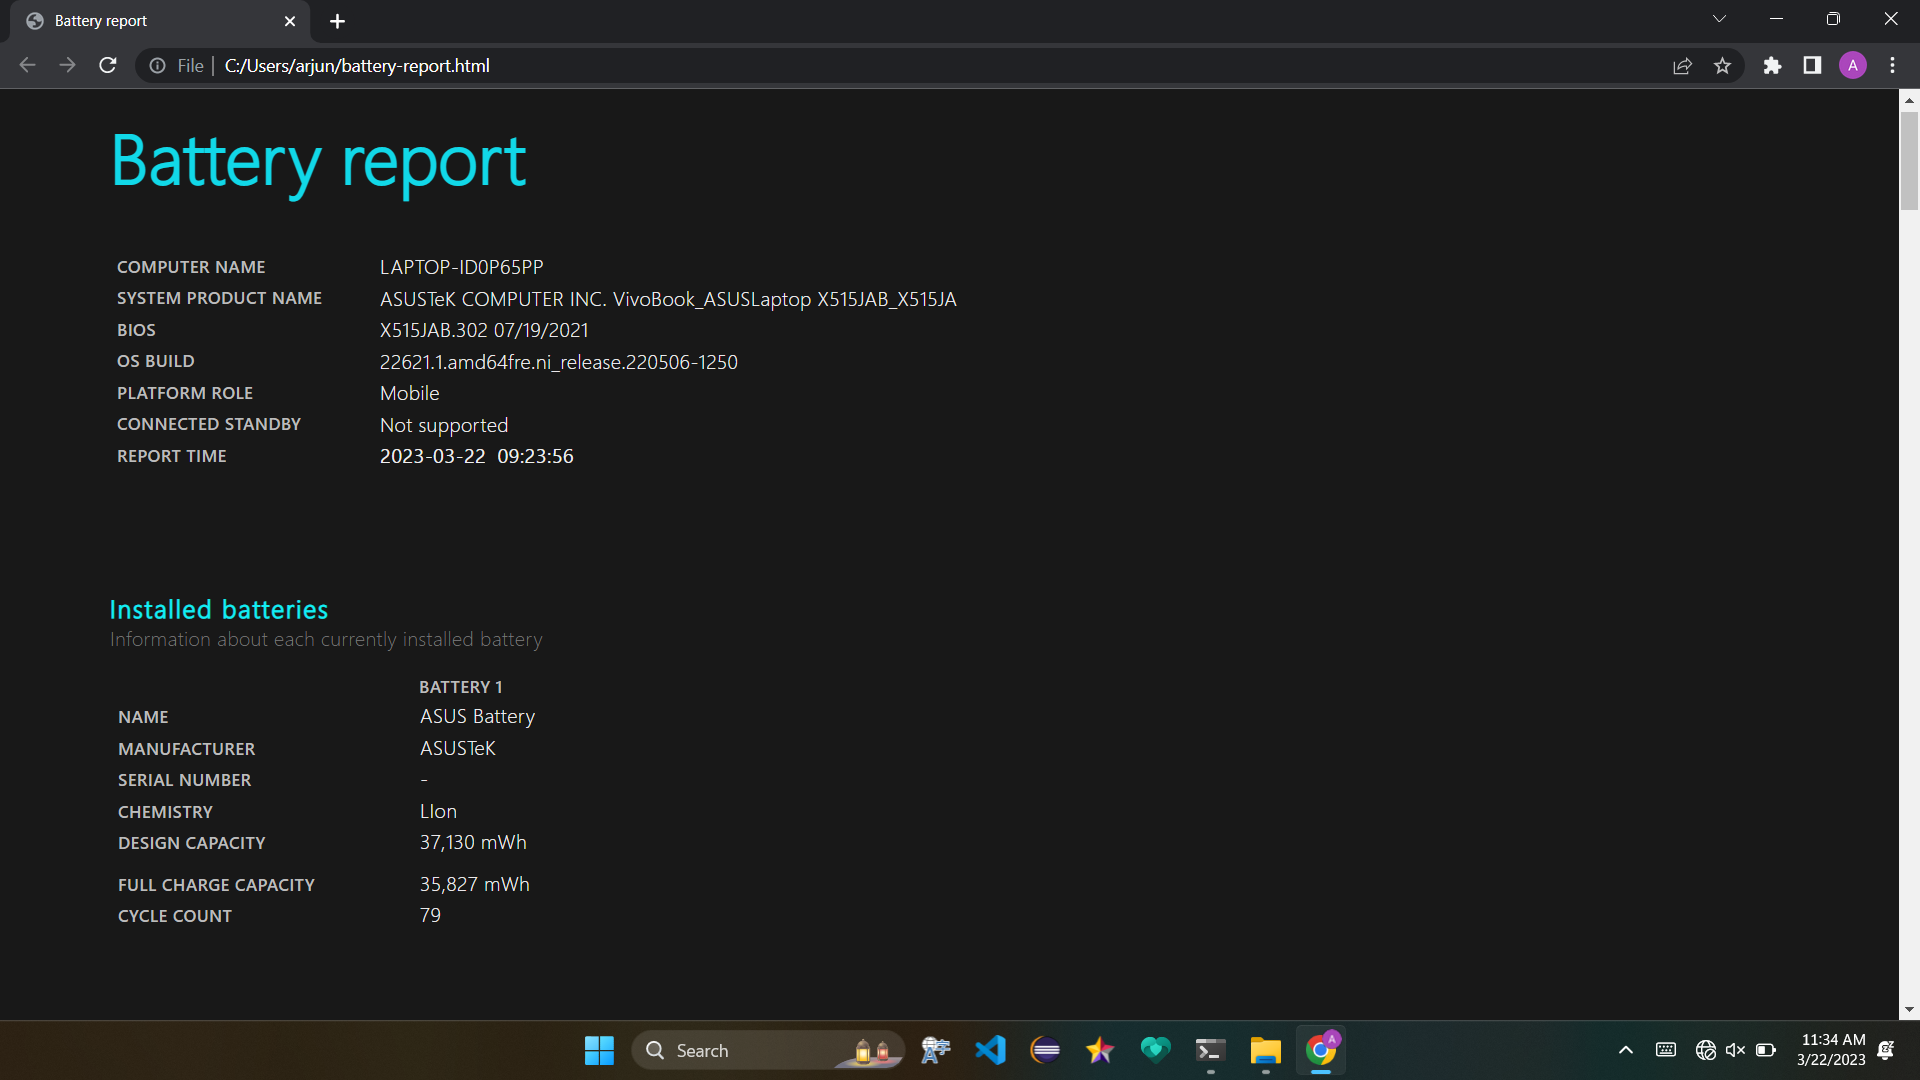 Battery report
File
C:/Users/arjun/battery-report.html
A
Battery report
COMPUTER NAME LAPTOP-ID0P65PP
SYSTEM PRODUCT NAME ASUSTeK COMPUTER INC. VivoBook_ASUSLaptop X515JAB_X515JA
BIOS X515JAB.302 07/19/2021
OS BUILD 22621.1.amd64fre.ni_release.220506-1250
PLATFORM ROLE Mobile
CONNECTED STANDBY Not supported
REPORT TIME 2023-03-22 09:23:56
Installed batteries
Information about each currently installed battery
BATTERY 1
NAME ASUS Battery
MANUFACTURER ASUSTeK
SERIAL NUMBER -
CHEMISTRY LIon
DESIGN CAPACITY 37,130 mWh
FULL CHARGE CAPACITY 35,827 mWh
CYCLE COUNT 79
Search
A
11:34 AM
3/22/2023